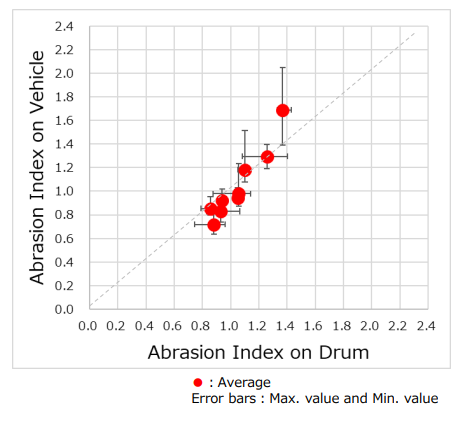 Abrasion Index on Vehicle
2.4
2.2
2.0
1.8
1.6
1.4
1.2
1.0
0.8
0.6
0.4
0.2
0.0
0.0 0.2 0.4 0.6 0.8 1.0 1.2 1.4 1.6 1.8 2.0 2.2 2.4
Abrasion Index on Drum
: Average
Error bars : Max. value and Min. value